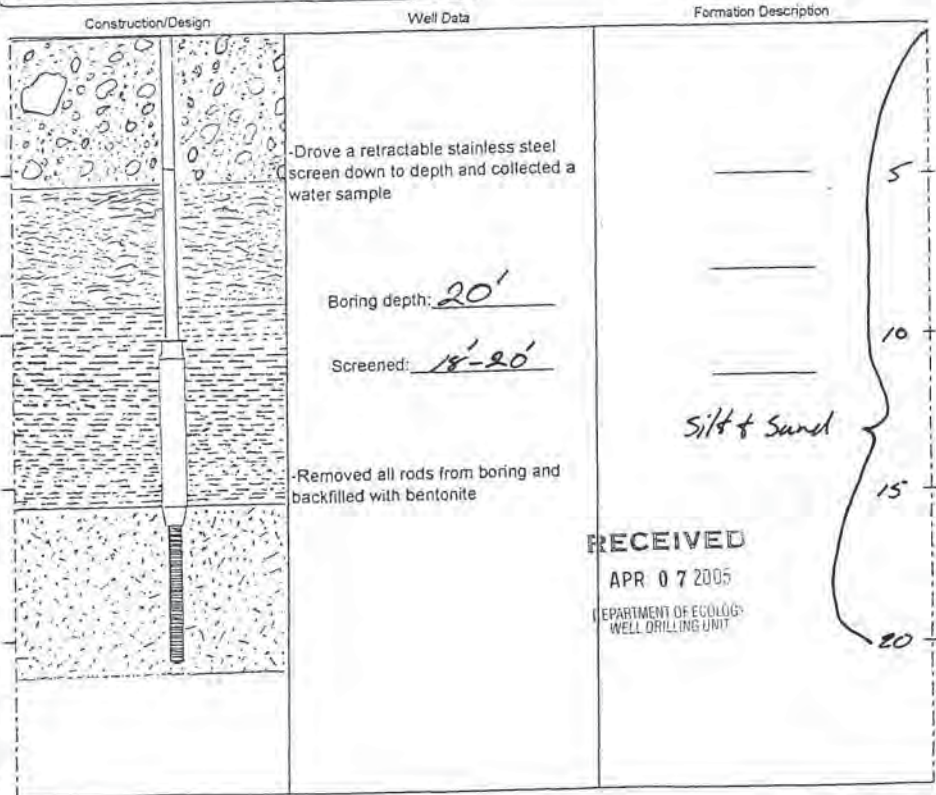 Construction/Design
Well Data
Formation Description
-Drove a retractable stainless steel
screen down to depth and collected a
water sample
Boring depth: 20'
Screened: 18'-20'
-Removed all rods from boring and
backfilled with bentonite
5
10
Silt & Sand
15
20
RECEIVED
APR 07 2005
DEPARTMENT OF ECOLOGY
WELL DRILLING UNIT